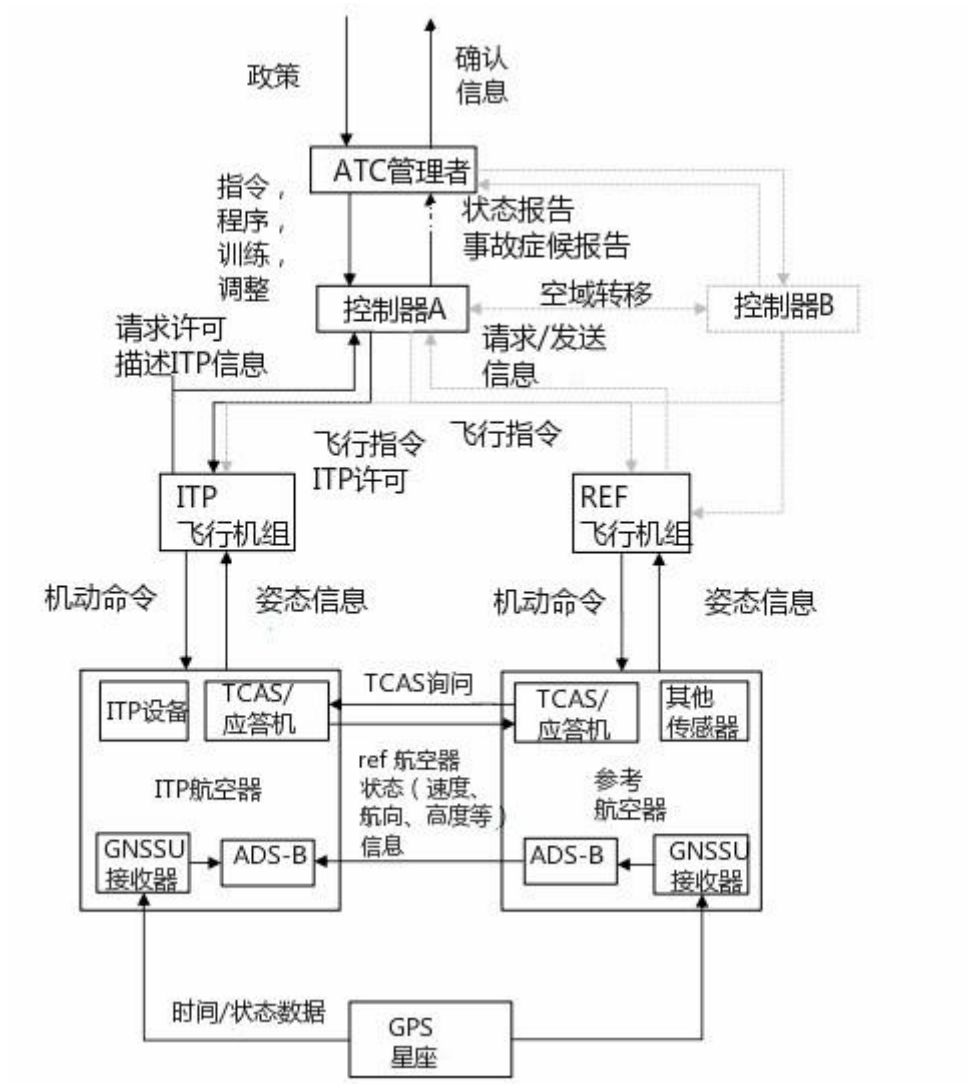 政策
确认
信息
ATC管理者
指令，
程序，
训练，
调整
状态报告
事故症候报告
控制器A
空域转移
控制器B
请求许可
描述ITP信息
请求/发送
信息
飞行指令
ITP许可
飞行指令
ITP
飞行机组
REF
飞行机组
机动命令
姿态信息
机动命令
姿态信息
ITP设备
TCAS/
应答机
TCAS询问
TCAS/
应答机
其他
传感器
ITP航空器
ref 航空器
状态（速度、
航向、高度等）
信息
参考
航空器
GNSSU
接收器
ADS-B
ADS-B
GNSSU
接收器
时间/状态数据
GPS
星座